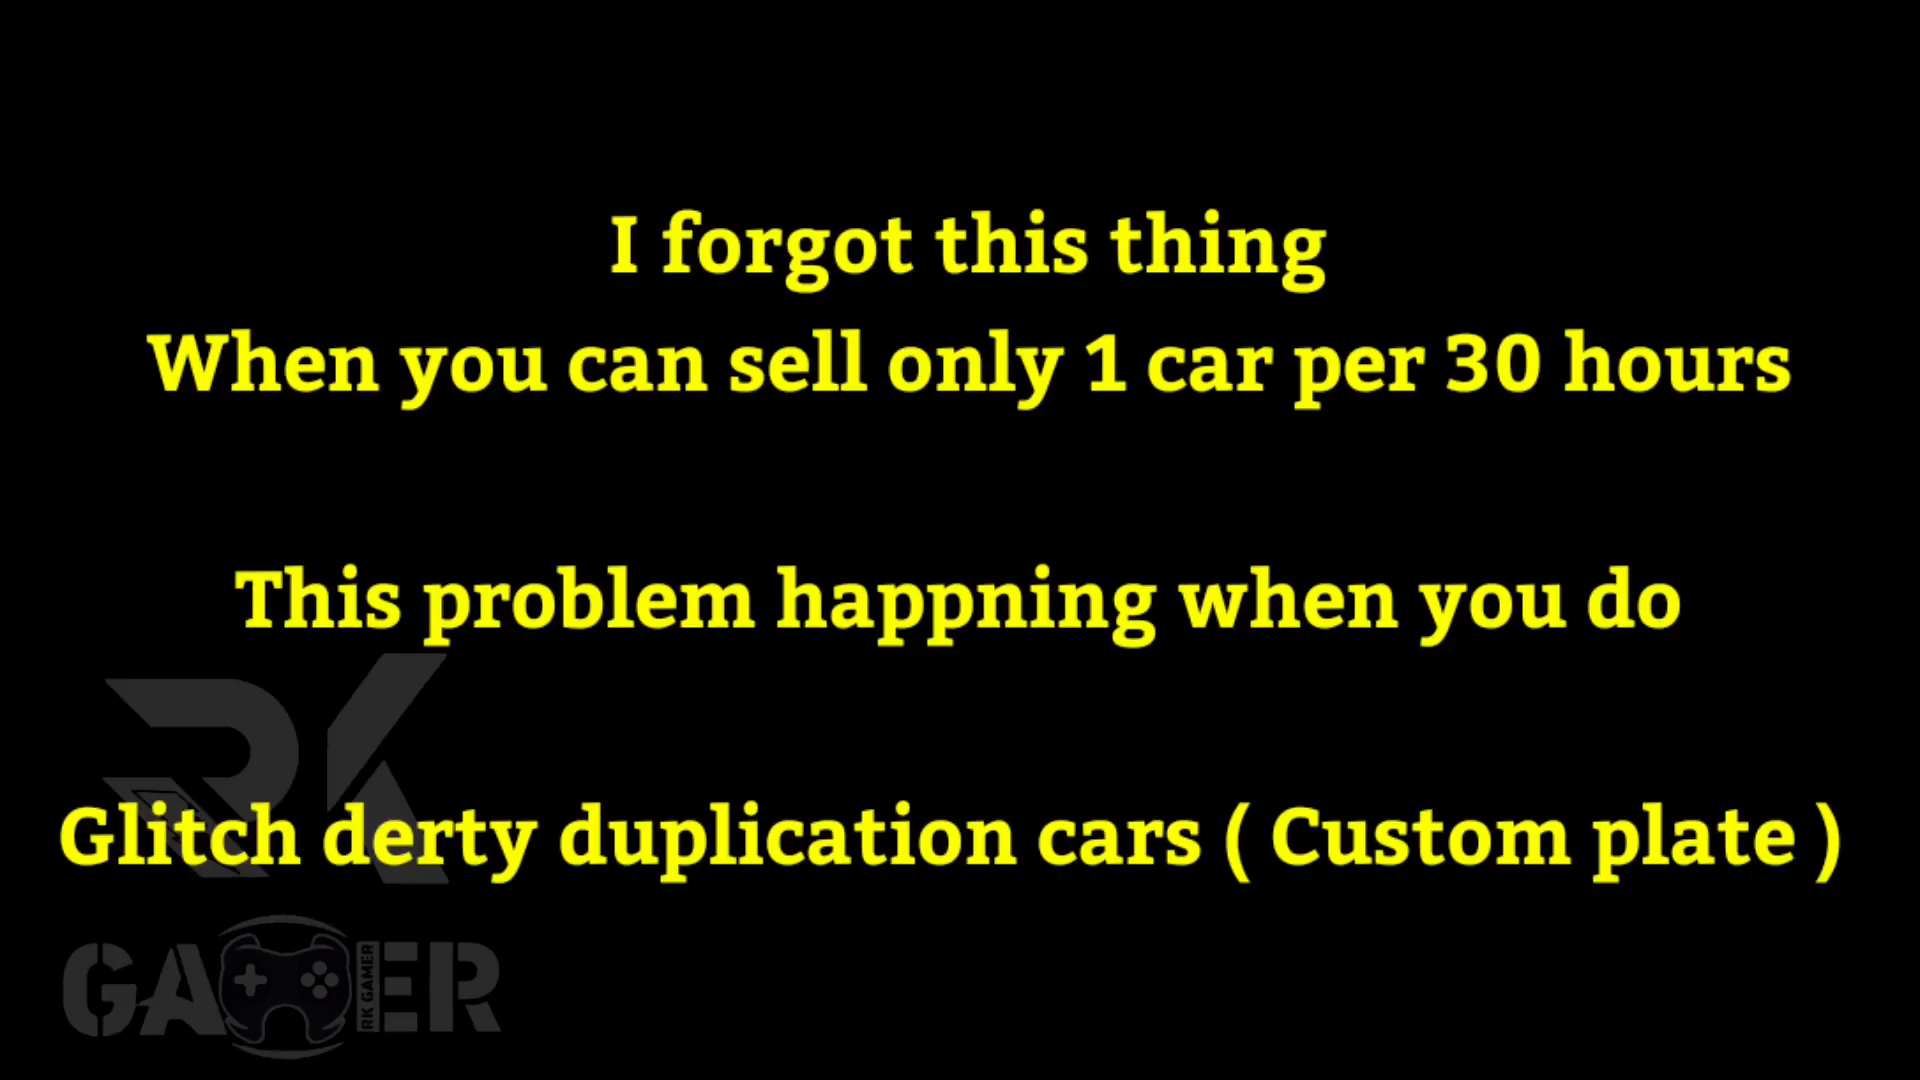 I forgot this thing
When you can sell only 1 car per 30 hours
This problem happning when you do
Glitch derty duplication cars ( Custom plate )
RK
GAMER
RK GAMER